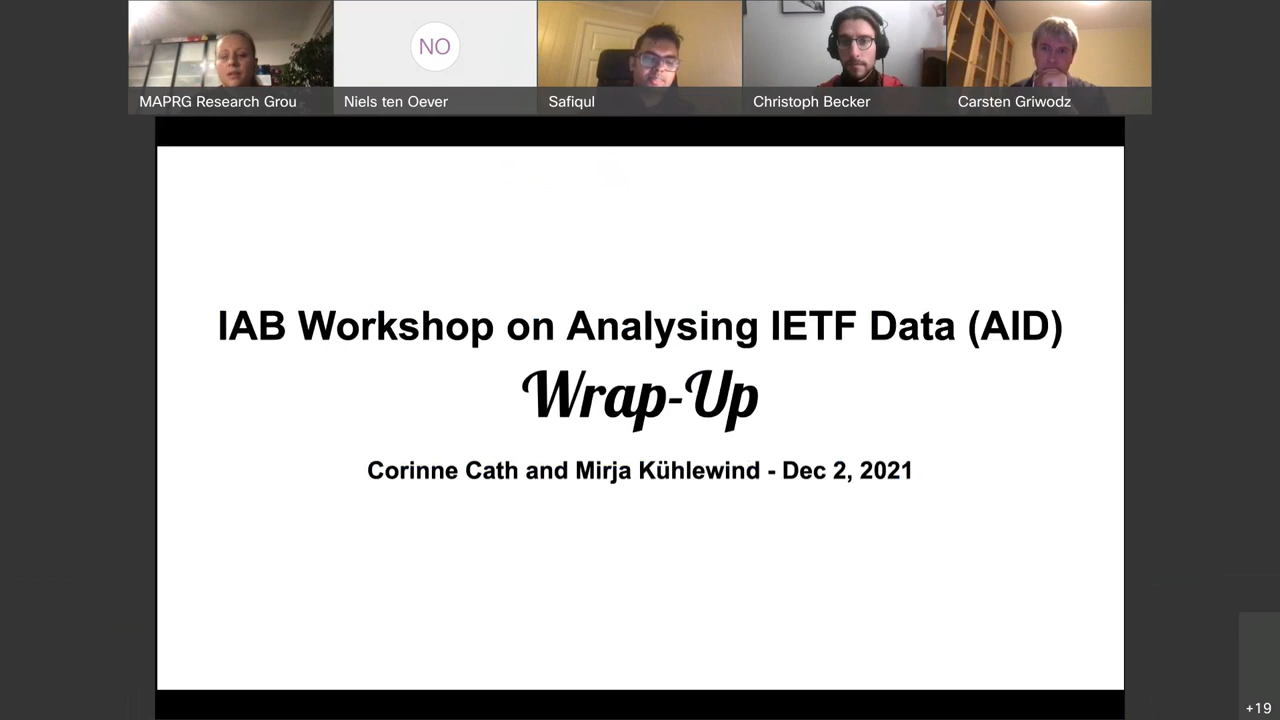 NO
MAPRG Research Grou
Niels ten Oever
Safiqul
Christoph Becker
Carsten Griwodz
IAB Workshop on Analysing IETF Data (AID)
Wrap-Up
Corinne Cath and Mirja Kühlewind - Dec 2, 2021
+19